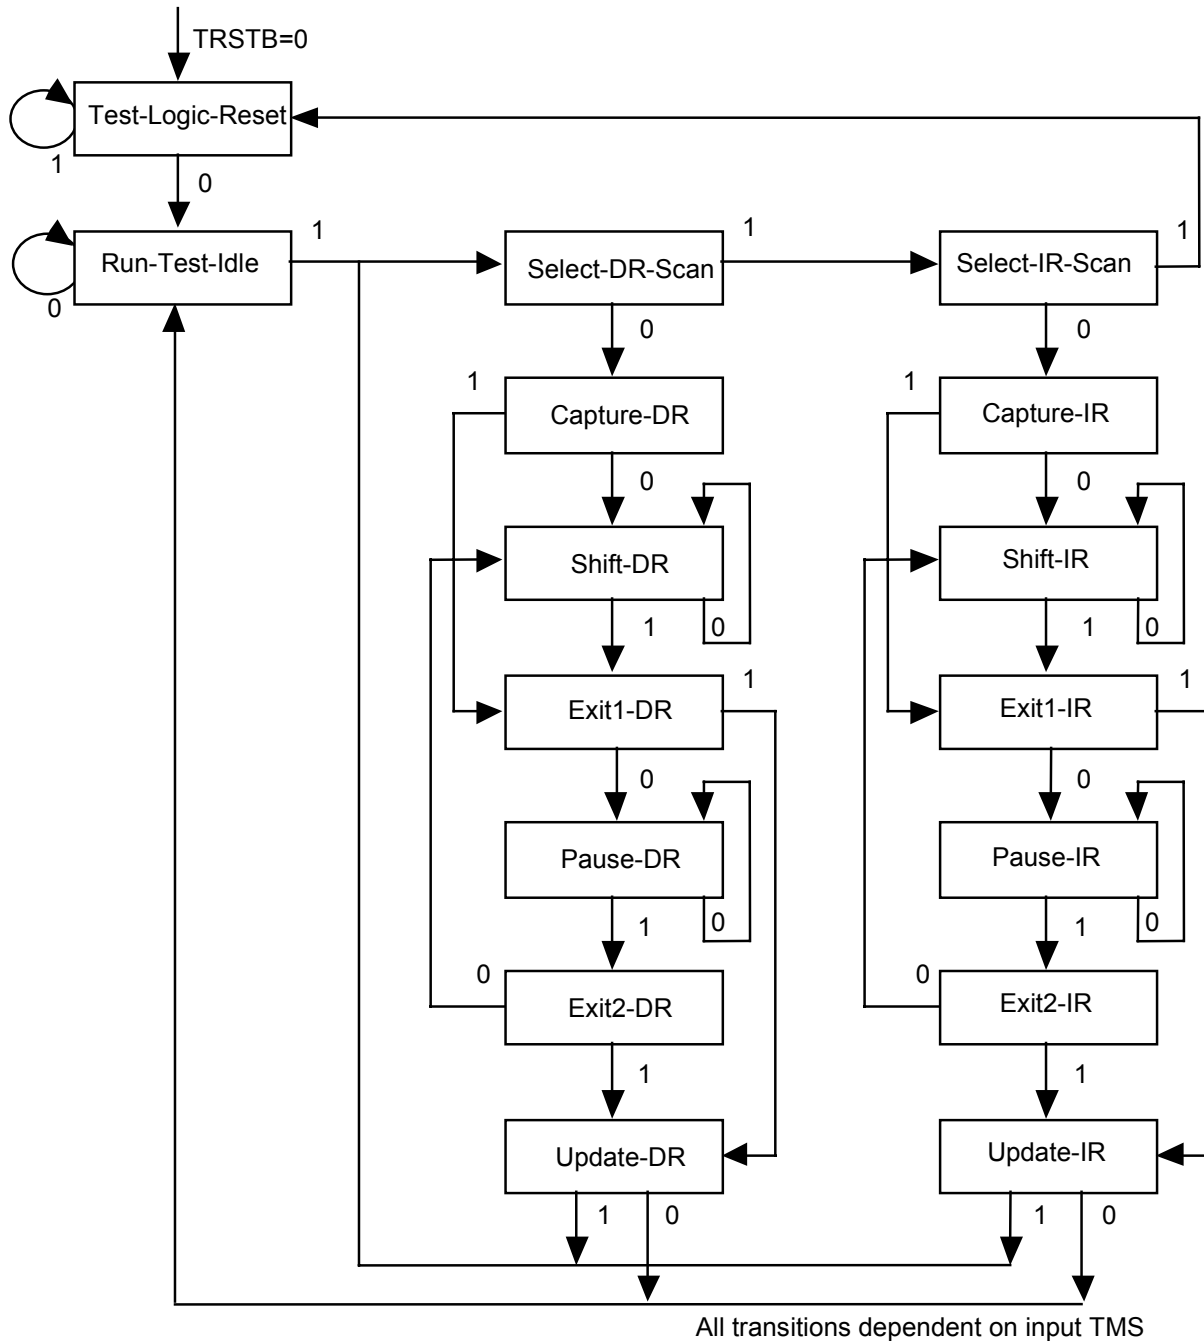 TRSTB=0
Test-Logic-Reset
1
0
Run-Test-Idle
0
1
Select-DR-Scan
1
Select-IR-Scan
1
0
0
1
Capture-DR
1
Capture-IR
0
0
Shift-DR
Shift-IR
1
0
1
0
Exit1-DR
1
Exit1-IR
1
0
0
Pause-DR
Pause-IR
1
0
1
0
0
Exit2-DR
0
Exit2-IR
1
1
Update-DR
Update-IR
1
0
1
0
All transitions dependent on input TMS